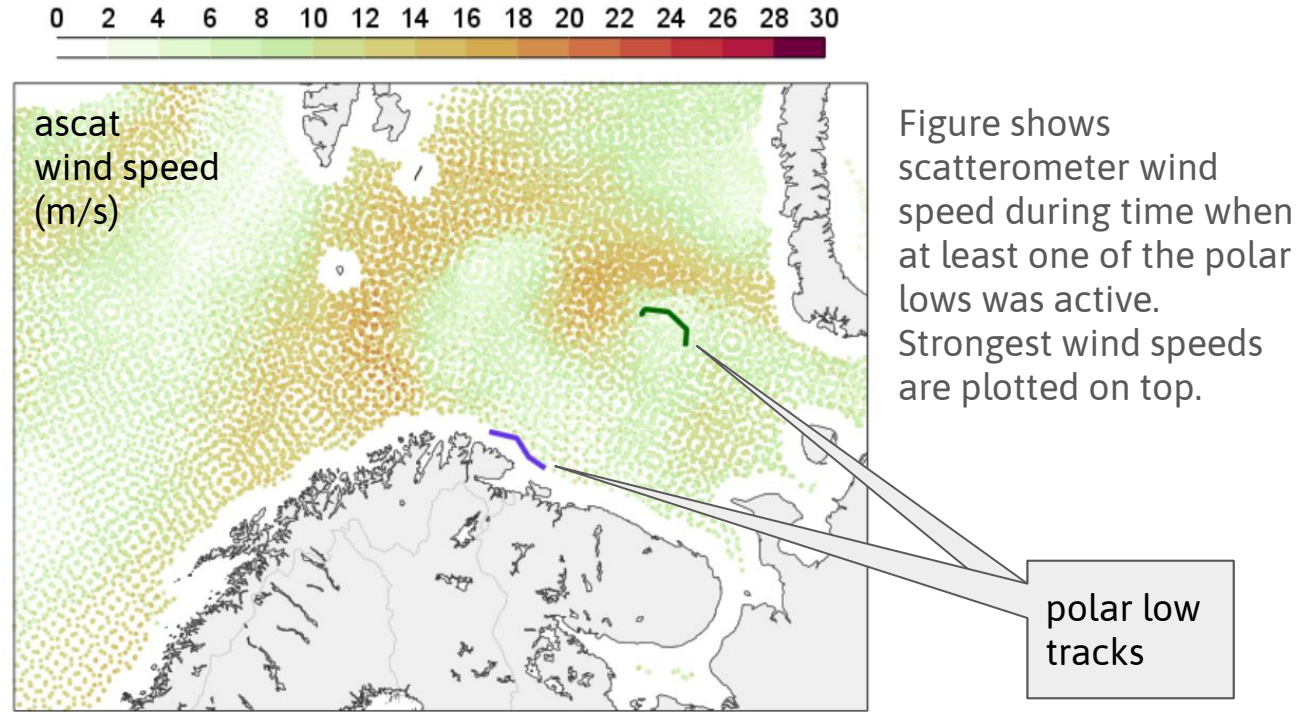 0 2 4 6 8 10 12 14 16 18 20 22 24 26 28 30
ascat
wind speed
(m/s)
Figure shows
scatterometer wind
speed during time when
at least one of the polar
lows was active.
Strongest wind speeds
are plotted on top.
polar low
tracks